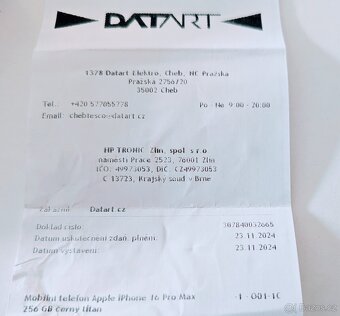 DATART
1378 Datart Elektro, Cheb, NC Pražská
Pražská 2756/70
35002 Cheb
Tel.: +420 577055778 Po - Ne 9:00 - 20:00
Email: chebtesco@datart.cz
HP TRONIC Zlín, spol. s r.o.
náměstí Práce 2523, 76001 Zlín
IČO: 49973053, DIČ: CZ49973053
C 13723, Krajský soud v Brně
Datart.cz
Doklad číslo: 307840032668
Datum uskutečnění zdaň. plnění: 23.11.2024
Datum vystavení: 23.11.2024
Mobilní telefon Apple iPhone 16 Pro Max
256 GB černý titan